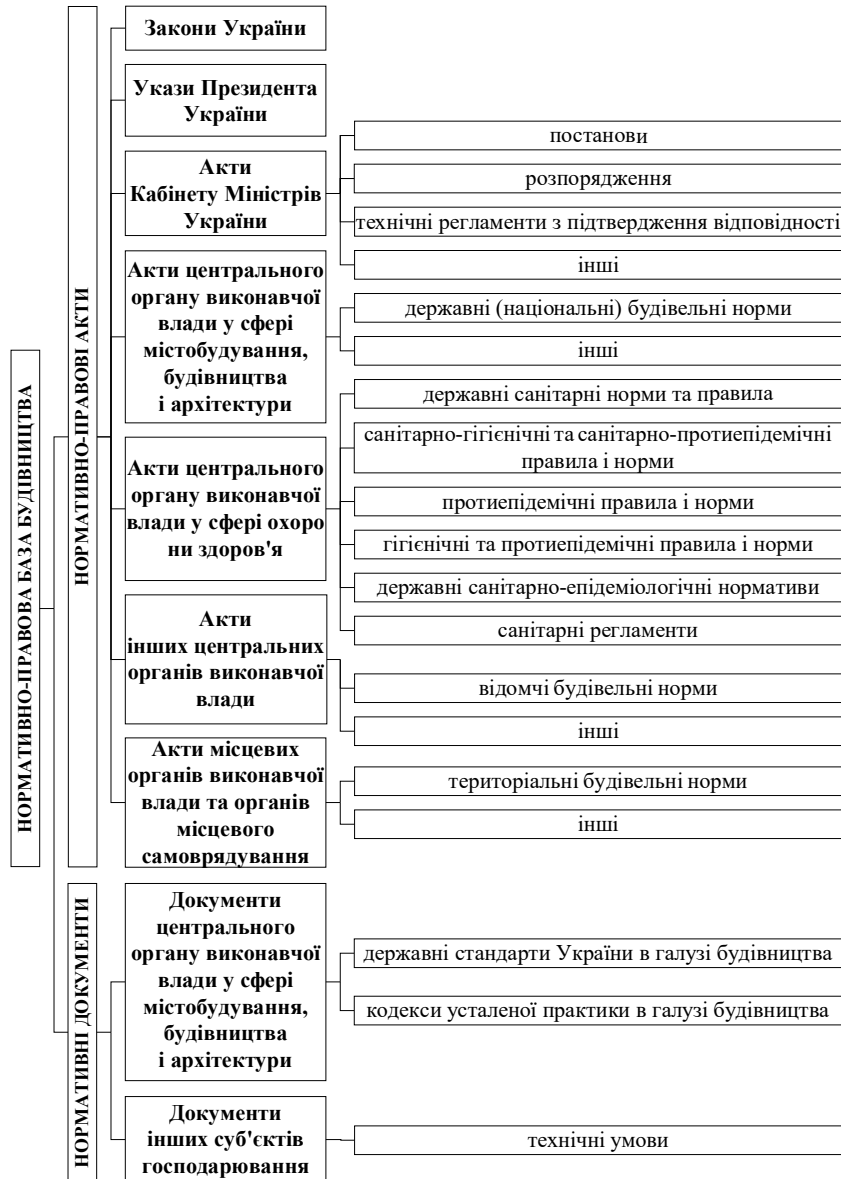 НОРМАТИВНО-ПРАВОВА БАЗА БУДІВНИЦТВА
НОРМАТИВНО-ПРАВОВІ АКТИ
Закони України
Укази Президента
України
Акти
Кабінету Міністрів
України
постанови
розпорядження
технічні регламенти з підтвердження відповідності
інші
Акти центрального
органу виконавчої
влади у сфері
містобудування,
будівництва
і архітектури
державні (національні) будівельні норми
інші
Акти центрального
органу виконавчої
влади у сфері охоро
ни здоров'я
державні санітарні норми та правила
санітарно-гігієнічні та санітарно-протиепідемічні
правила і норми
протиепідемічні правила і норми
гігієнічні та протиепідемічні правила і норми
державні санітарно-епідеміологічні нормативи
санітарні регламенти
Акти
інших центральних
органів виконавчої
влади
відомчі будівельні норми
інші
Акти місцевих
органів виконавчої
влади та органів
місцевого
самоврядування
територіальні будівельні норми
інші
НОРМАТИВНІ ДОКУМЕНТИ
Документи
центрального
органу виконавчої
влади у сфері
містобудування,
будівництва
і архітектури
державні стандарти України в галузі будівництва
кодекси усталеної практики в галузі будівництва
Документи
інших суб'єктів
господарювання
технічні умови